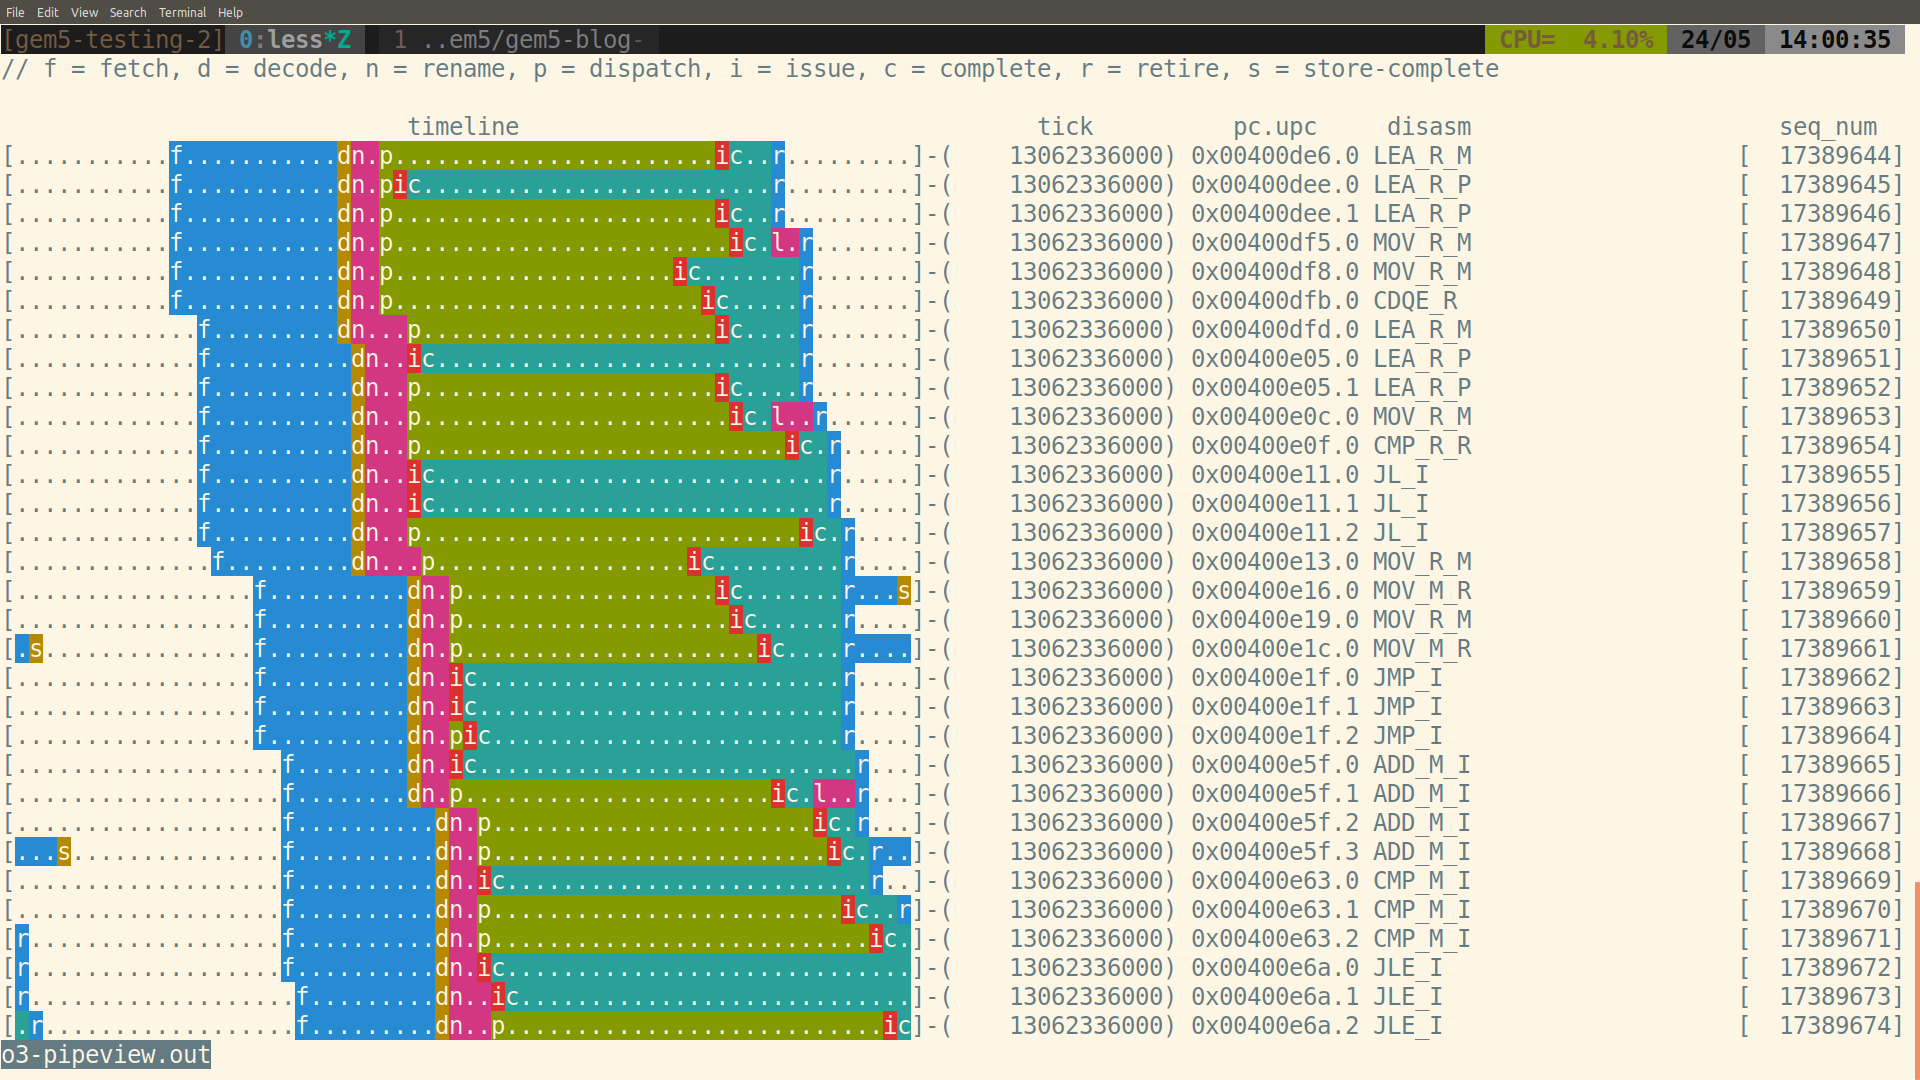 File Edit View Search Terminal Help
[gem5-testing-2] 0:less*Z 1 ..em5/gem5-blog- CPU= 4.10% 24/05 14:00:35
// f = fetch, d = decode, n = rename, p = dispatch, i = issue, c = complete, r = retire, s = store-complete
timeline tick pc.upc disasm seq_num
[...........f...........dn.p.......................ic..r.........]-( 13062336000) 0x00400de6.0 LEA_R_M [ 17389644]
[...........f...........dn.pic.........................r.........]-( 13062336000) 0x00400dee.0 LEA_R_P [ 17389645]
[...........f...........dn.p.......................ic..r.........]-( 13062336000) 0x00400dee.1 LEA_R_P [ 17389646]
[...........f...........dn.p........................ic.l.r.......]-( 13062336000) 0x00400df5.0 MOV_R_M [ 17389647]
[...........f...........dn.p....................ic.......r.......]-( 13062336000) 0x00400df8.0 MOV_R_M [ 17389648]
[...........f...........dn.p......................ic.....r.......]-( 13062336000) 0x00400dfb.0 CDQE_R [ 17389649]
[.............f.........dn...p.....................ic....r.......]-( 13062336000) 0x00400dfd.0 LEA_R_M [ 17389650]
[.............f..........dn..ic..........................r.......]-( 13062336000) 0x00400e05.0 LEA_R_P [ 17389651]
[.............f..........dn..p.....................ic....r.......]-( 13062336000) 0x00400e05.1 LEA_R_P [ 17389652]
[.............f..........dn..p......................ic.l..r......]-( 13062336000) 0x00400e0c.0 MOV_R_M [ 17389653]
[.............f..........dn..p..........................ic.r.....]-( 13062336000) 0x00400e0f.0 CMP_R_R [ 17389654]
[.............f..........dn..ic............................r.....]-( 13062336000) 0x00400e11.0 JL_I [ 17389655]
[.............f..........dn..ic............................r.....]-( 13062336000) 0x00400e11.1 JL_I [ 17389656]
[.............f..........dn..p...........................ic.r....]-( 13062336000) 0x00400e11.2 JL_I [ 17389657]
[..............f.........dn...p..................ic.........r....]-( 13062336000) 0x00400e13.0 MOV_R_M [ 17389658]
[.................f..........dn.p..................ic.......r...s]-( 13062336000) 0x00400e16.0 MOV_M_R [ 17389659]
[.................f..........dn.p...................ic......r....]-( 13062336000) 0x00400e19.0 MOV_R_M [ 17389660]
[.s...............f..........dn.p.....................ic....r....]-( 13062336000) 0x00400e1c.0 MOV_M_R [ 17389661]
[.................f..........dn.ic..........................r....]-( 13062336000) 0x00400e1f.0 JMP_I [ 17389662]
[.................f..........dn.ic..........................r....]-( 13062336000) 0x00400e1f.1 JMP_I [ 17389663]
[.................f..........dn.pic.........................r....]-( 13062336000) 0x00400e1f.2 JMP_I [ 17389664]
[...................f........dn.ic...........................r...]-( 13062336000) 0x00400e5f.0 ADD_M_I [ 17389665]
[...................f........dn.p......................ic.l..r...]-( 13062336000) 0x00400e5f.1 ADD_M_I [ 17389666]
[...................f..........dn.p.......................ic.r...]-( 13062336000) 0x00400e5f.2 ADD_M_I [ 17389667]
[...s...............f..........dn.p........................ic.r..]-( 13062336000) 0x00400e5f.3 ADD_M_I [ 17389668]
[...................f..........dn.ic..........................r..]-( 13062336000) 0x00400e63.0 CMP_M_I [ 17389669]
[...................f..........dn.p.........................ic..r]-( 13062336000) 0x00400e63.1 CMP_M_I [ 17389670]
[r..................f..........dn.p...........................ic.]-( 13062336000) 0x00400e63.2 CMP_M_I [ 17389671]
[r..................f..........dn.ic.............................]-( 13062336000) 0x00400e6a.0 JLE_I [ 17389672]
[r...................f.........dn..ic............................]-( 13062336000) 0x00400e6a.1 JLE_I [ 17389673]
[.r..................f.........dn..p...........................ic]-( 13062336000) 0x00400e6a.2 JLE_I [ 17389674]
o3-pipeview.out